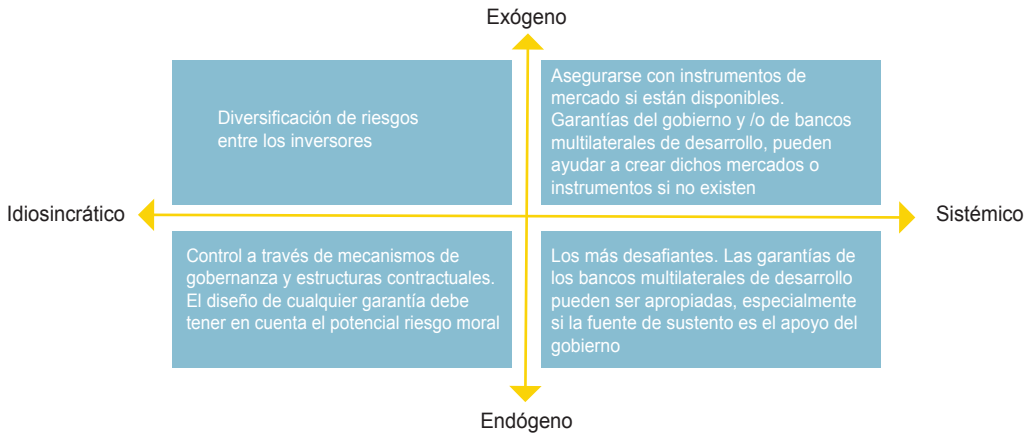 Exógeno
Diversificación de riesgos
entre los inversores
Asegurarse con instrumentos de
mercado si están disponibles.
Garantías del gobierno y /o de bancos
multilaterales de desarrollo, pueden
ayudar a crear dichos mercados o
instrumentos si no existen
Idiosincrático
Sistémico
Control a través de mecanismos de
gobernanza y estructuras contractuales.
El diseño de cualquier garantía debe
tener en cuenta el potencial riesgo moral
Los más desafiantes. Las garantías de
los bancos multilaterales de desarrollo
pueden ser apropiadas, especialmente
si la fuente de sustento es el apoyo del
gobierno
Endógeno